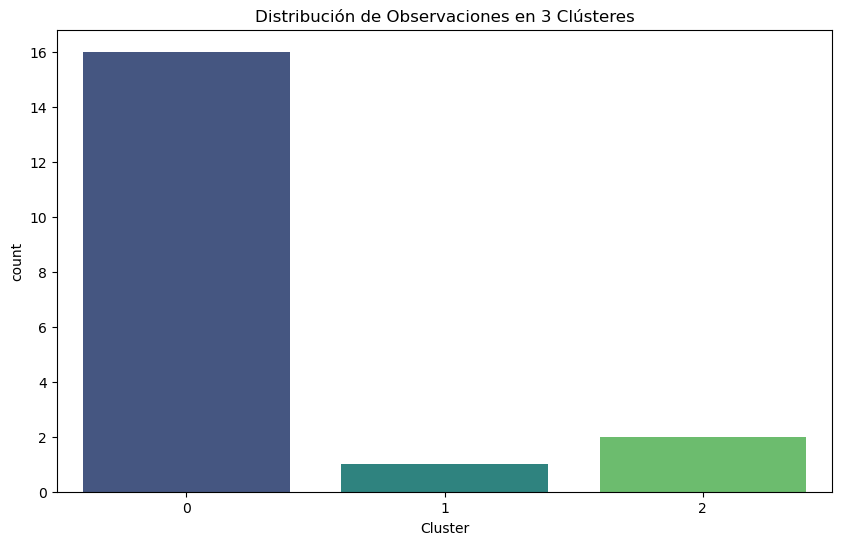 Distribución de Observaciones en 3 Clústeres
16
14
12
10
8
6
4
2
0
count
0 1 2
Cluster